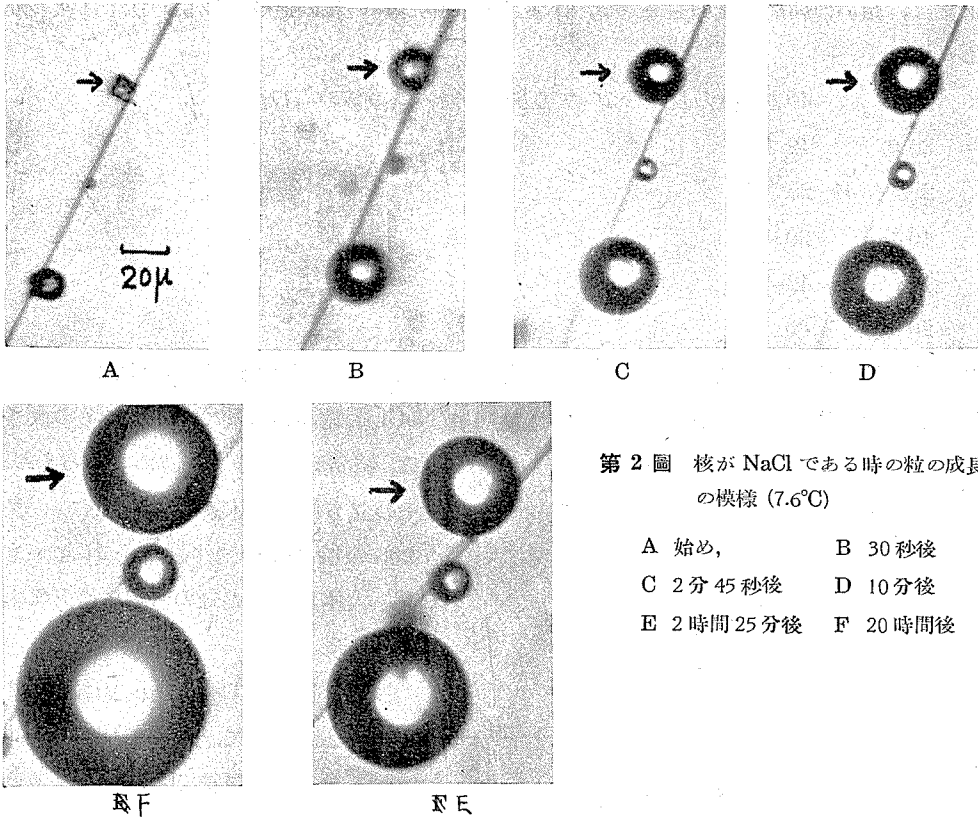 20μ
A
B
C
D
第 2 圖 核が NaCl である時の粒の成長
の模様 (7.6°C)
A 始め, B 30 秒後
C 2 分 45 秒後 D 10 分後
E 2 時間 25 分後 F 20 時間後
F
E